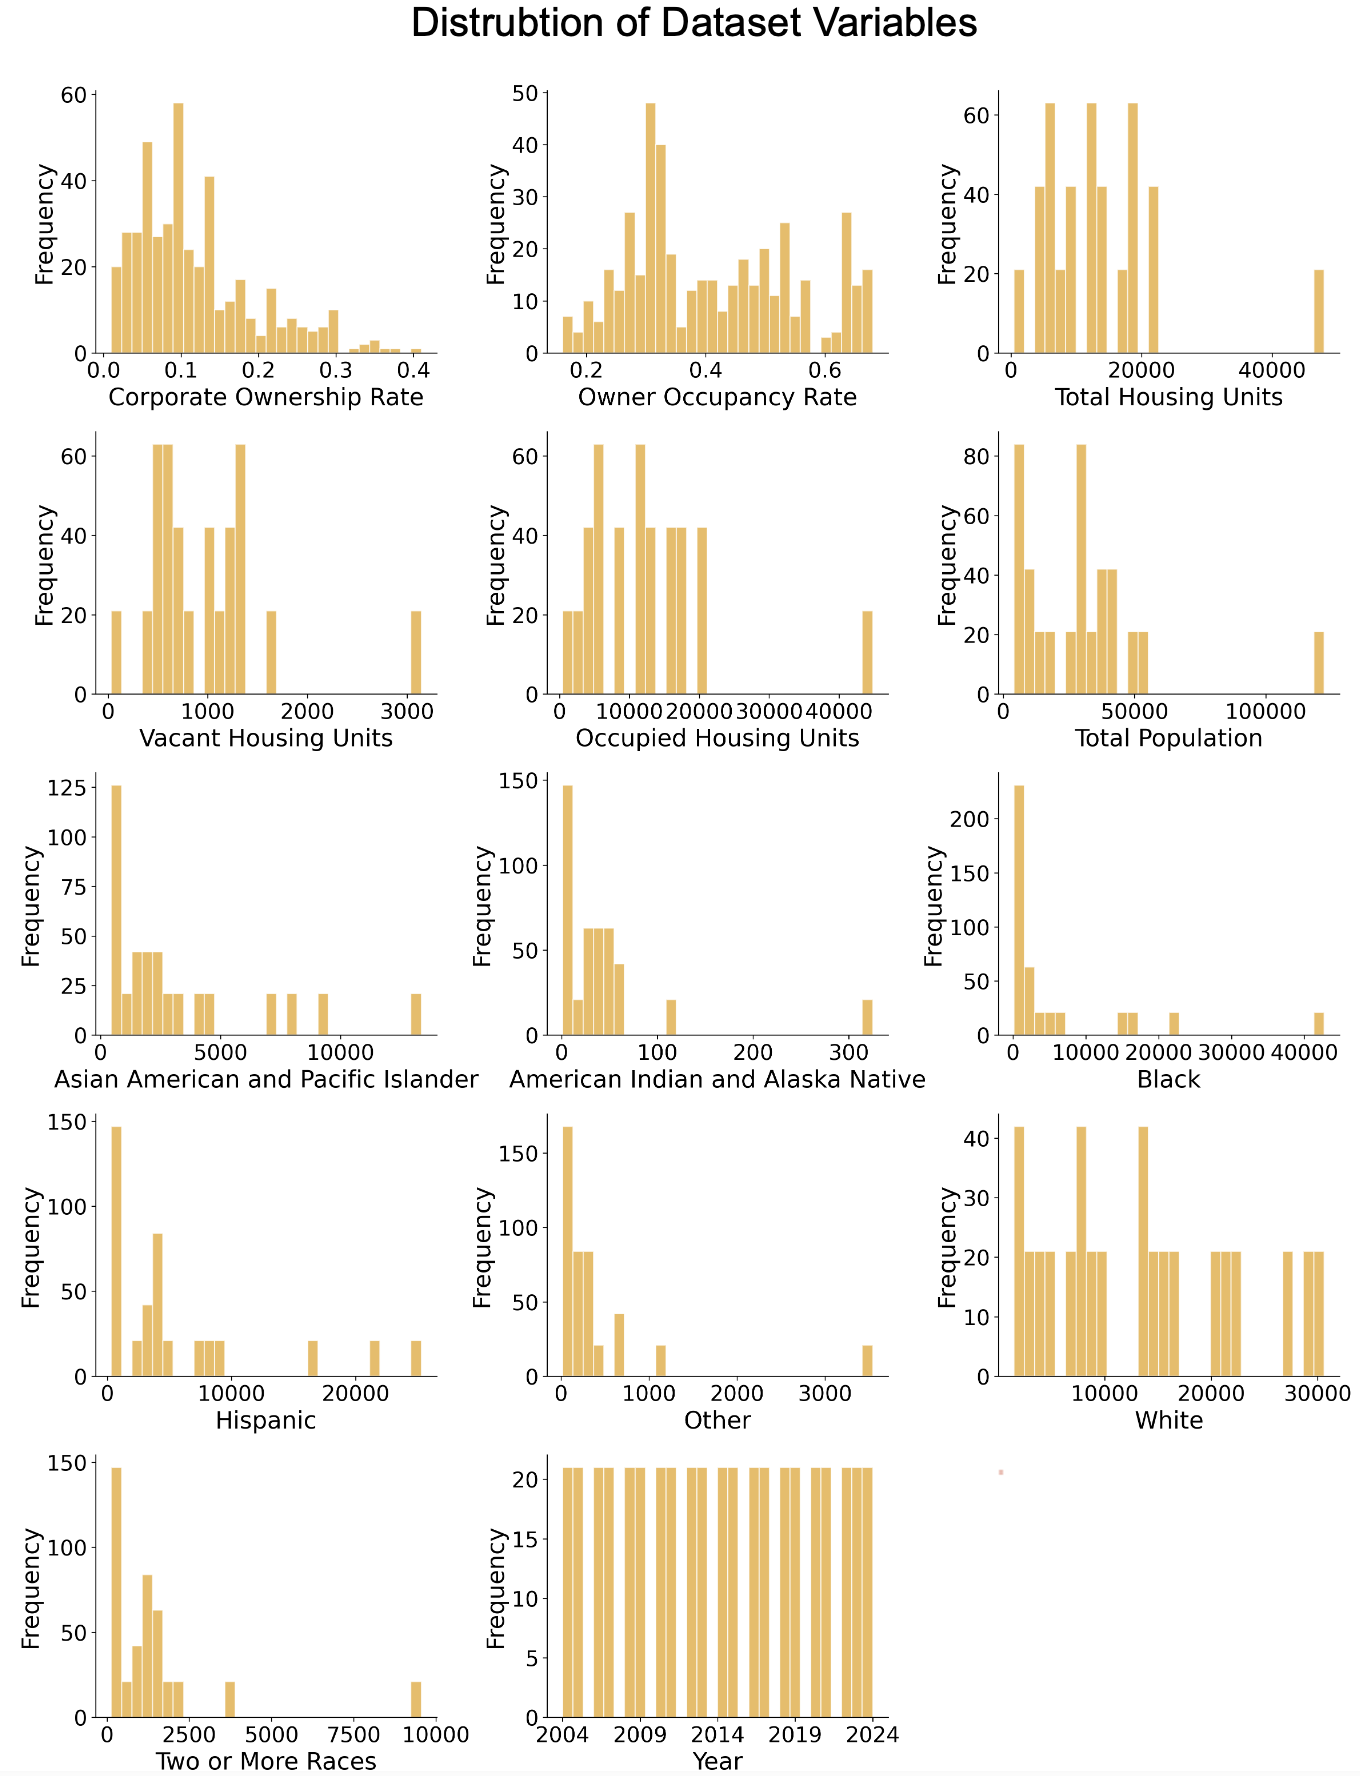 Distrubtion of Dataset Variables
60
40
20
0
Frequency
0.0 0.1 0.2 0.3 0.4
Corporate Ownership Rate
50
40
30
20
10
0
Frequency
0.2 0.4 0.6
Owner Occupancy Rate
60
40
20
0
Frequency
0 20000 40000
Total Housing Units
60
40
20
0
Frequency
0 1000 2000 3000
Vacant Housing Units
60
40
20
0
Frequency
0 10000 20000 30000 40000
Occupied Housing Units
80
60
40
20
0
Frequency
0 50000 100000
Total Population
125
100
75
50
25
0
Frequency
0 5000 10000
Asian American and Pacific Islander
150
100
50
0
Frequency
0 100 200 300
American Indian and Alaska Native
200
150
100
50
0
Frequency
0 10000 20000 30000 40000
Black
150
100
50
0
Frequency
0 10000 20000
Hispanic
150
100
50
0
Frequency
0 1000 2000 3000
Other
40
30
20
10
0
Frequency
10000 20000 30000
White
150
100
50
0
Frequency
0 2500 5000 7500 10000
Two or More Races
20
15
10
5
0
Frequency
2004 2009 2014 2019 2024
Year